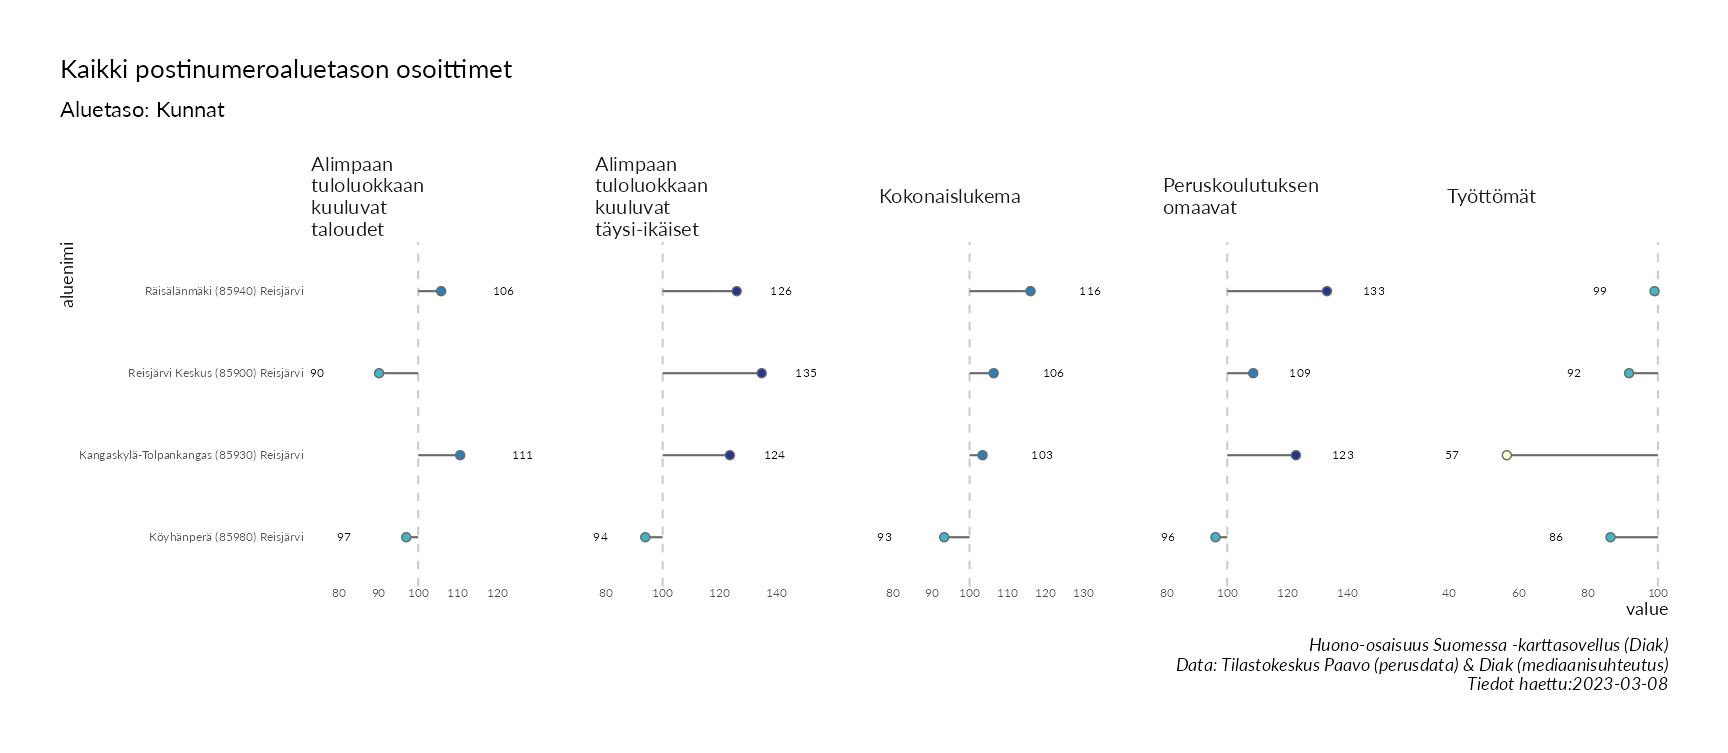 Kaikki postinumeroaluetason osoittimet
Aluetaso: Kunnat
Alimpaan
tuloluokkaan
kuuluvat
taloudet
Alimpaan
tuloluokkaan
kuuluvat
täysi-ikäiset
Kokonaislukema
Peruskoulutuksen
omaavat
Työttömät
aluenimi
Räisälänmäki (85940) Reisjärvi 106 126 116 133 99
Reisjärvi Keskus (85900) Reisjärvi 90 135 106 109 92
Kangaskylä-Tolpankangas (85930) Reisjärvi 111 124 103 123 57
Köyhänperä (85980) Reisjärvi 97 94 93 96 86
80 90 100 110 120 80 100 120 140 80 90 100 110 120 130 80 100 120 140 40 60 80 100
value
Huono-osaisuus Suomessa -karttasovellus (Diak)
Data: Tilastokeskus Paavo (perusdata) & Diak (mediaanisuhteutus)
Tiedot haettu:2023-03-08